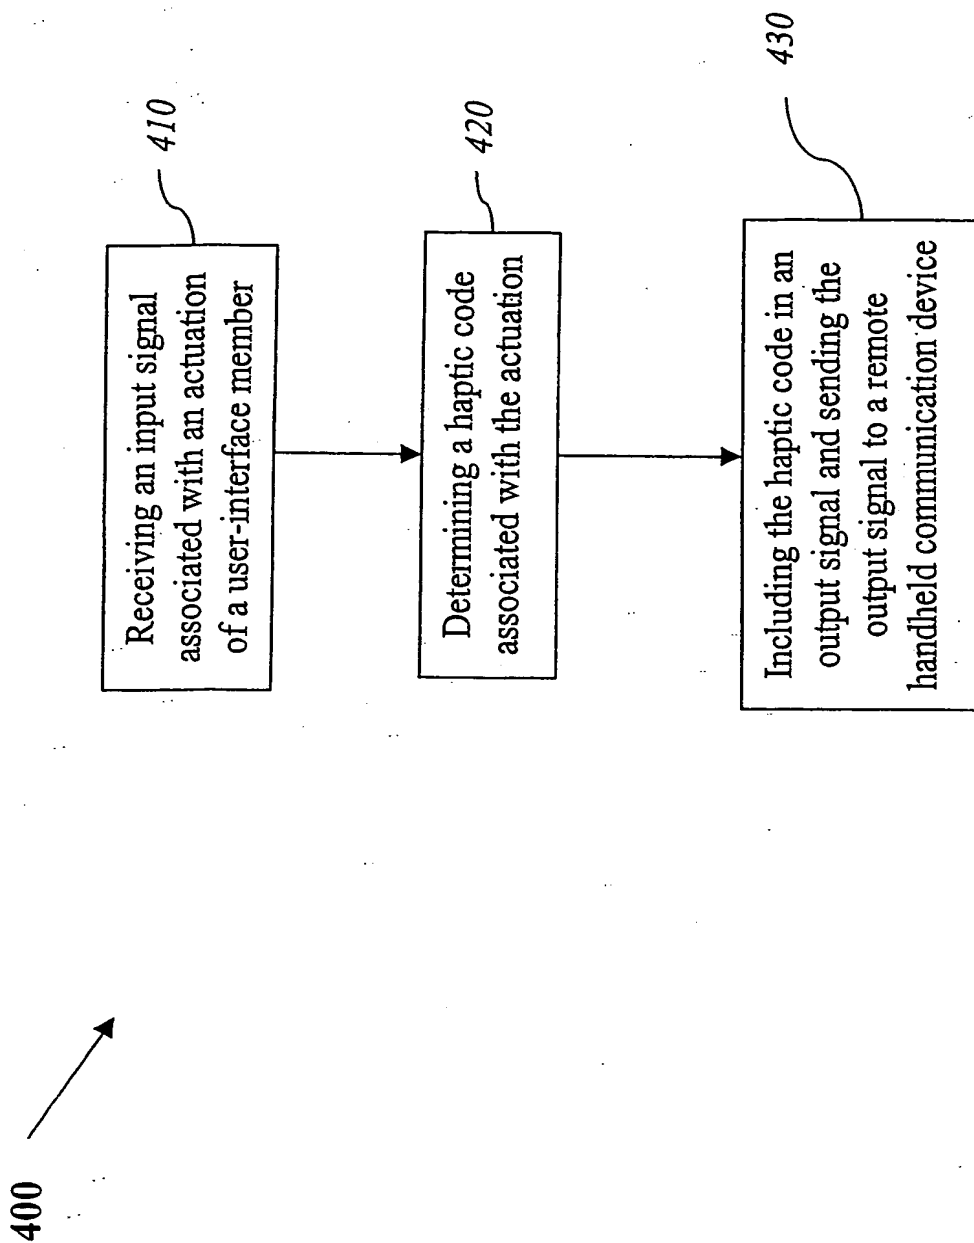 400
410
Receiving an input signal
associated with an actuation
of a user-interface member
420
Determining a haptic code
associated with the actuation
430
Including the haptic code in an
output signal and sending the
output signal to a remote
handheld communication device